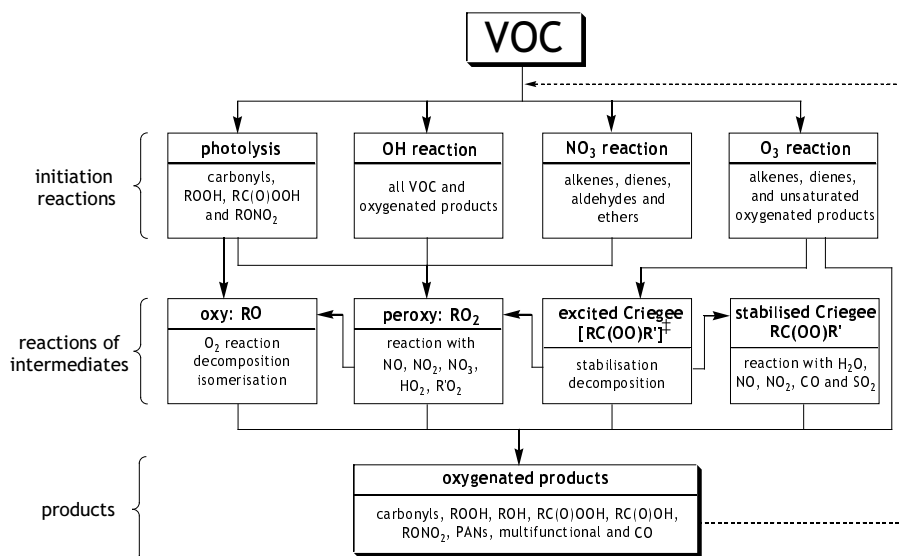 VOC
initiation
reactions
photolysis
carbonyls,
ROOH, RC(O)OOH
and RONO₂
OH reaction
all VOC and
oxygenated products
NO₃ reaction
alkenes, dienes,
aldehydes and
ethers
O₃ reaction
alkenes, dienes,
and unsaturated
oxygenated products
reactions of
intermediates
oxy: RO
O₂ reaction
decomposition
isomerisation
peroxy: RO₂
reaction with
NO, NO₂, NO₃,
HO₂, R'O₂
excited Criegee
[RC(OO)R']‡
stabilisation
decomposition
stabilised Criegee
RC(OO)R'
reaction with H₂O,
NO, NO₂, CO and SO₂
products
oxygenated products
carbonyls, ROOH, ROH, RC(O)OOH, RC(O)OH,
RONO₂, PANs, multifunctional and CO